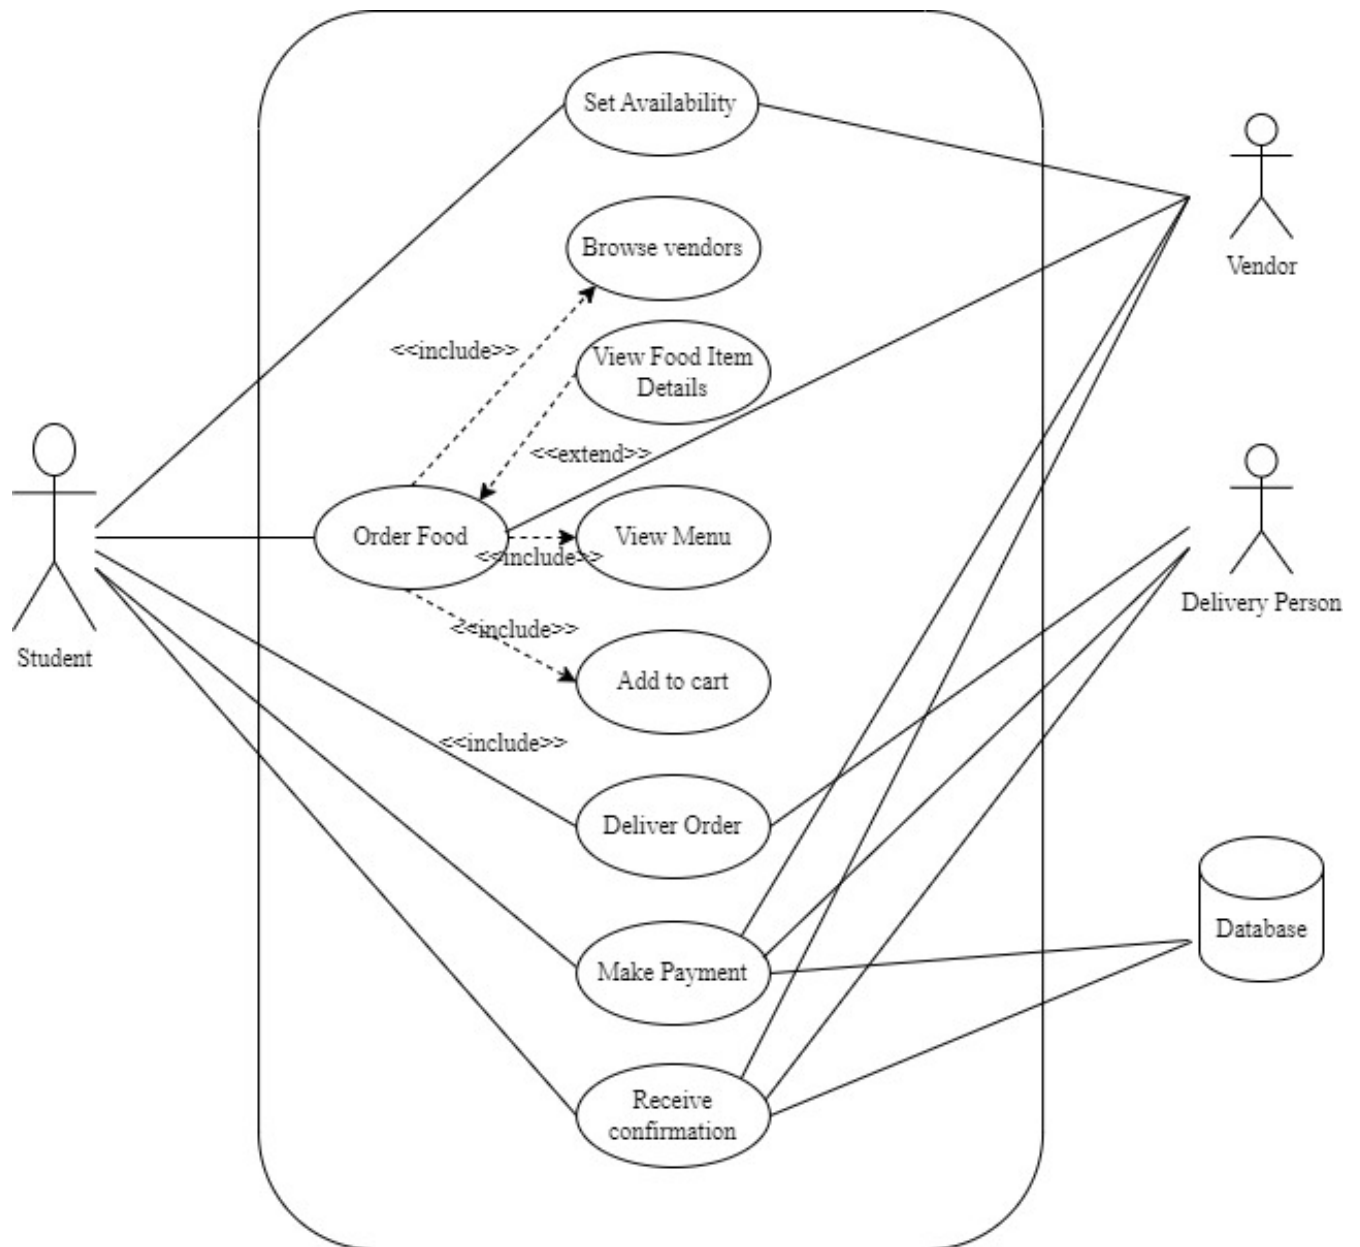 Set Availability
Browse vendors
Vendor
<<include>>
View Food Item
Details
<<extend>>
Order Food
<<include>>
View Menu
Delivery Person
<<include>>
Student
Add to cart
<<include>>
Deliver Order
Database
Make Payment
Receive
confirmation